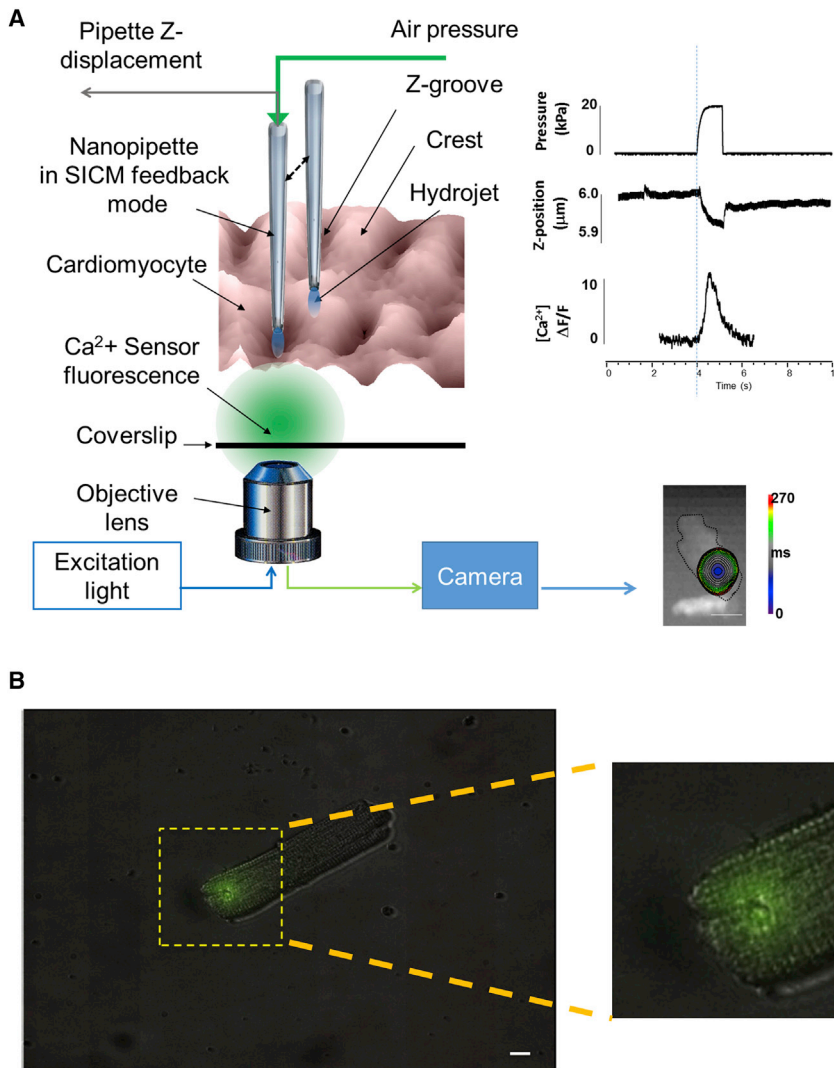 A
Pipette Z-
displacement
Air pressure
Z-groove
Nanopipette
in SICM feedback
mode
Crest
Hydrojet
Cardiomyocyte
Ca²+ Sensor
fluorescence
Coverslip
Objective
lens
Excitation
light
Camera
Pressure
(kPa)
20
0
Z-position
(µm)
6.0
5.9
[Ca²⁺]
ΔF/F
10
0
0 2 4 6 8 1
Time (s)
270
ms
0
B